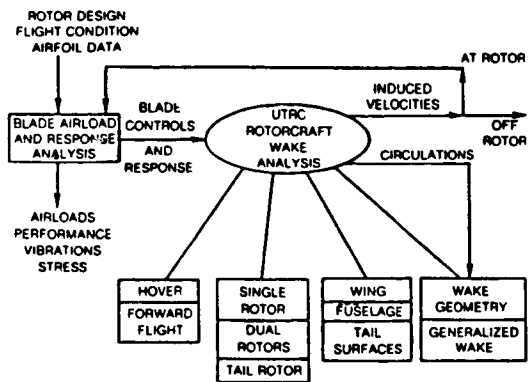 ROTOR DESIGN
FLIGHT CONDITION
AIRFOIL DATA
AT ROTOR
INDUCED
VELOCITIES
OFF
ROTOR
BLADE AIRLOAD
AND RESPONSE
ANALYSIS
BLADE
CONTROLS
AND
RESPONSE
UTRC
ROTORCRAFT
WAKE
ANALYSIS
CIRCULATIONS
AIRLOADS
PERFORMANCE
VIBRATIONS
STRESS
HOVER
FORWARD
FLIGHT
SINGLE
ROTOR
DUAL
ROTORS
TAIL ROTOR
WING
FUSELAGE
TAIL
SURFACES
WAKE
GEOMETRY
GENERALIZED
WAKE